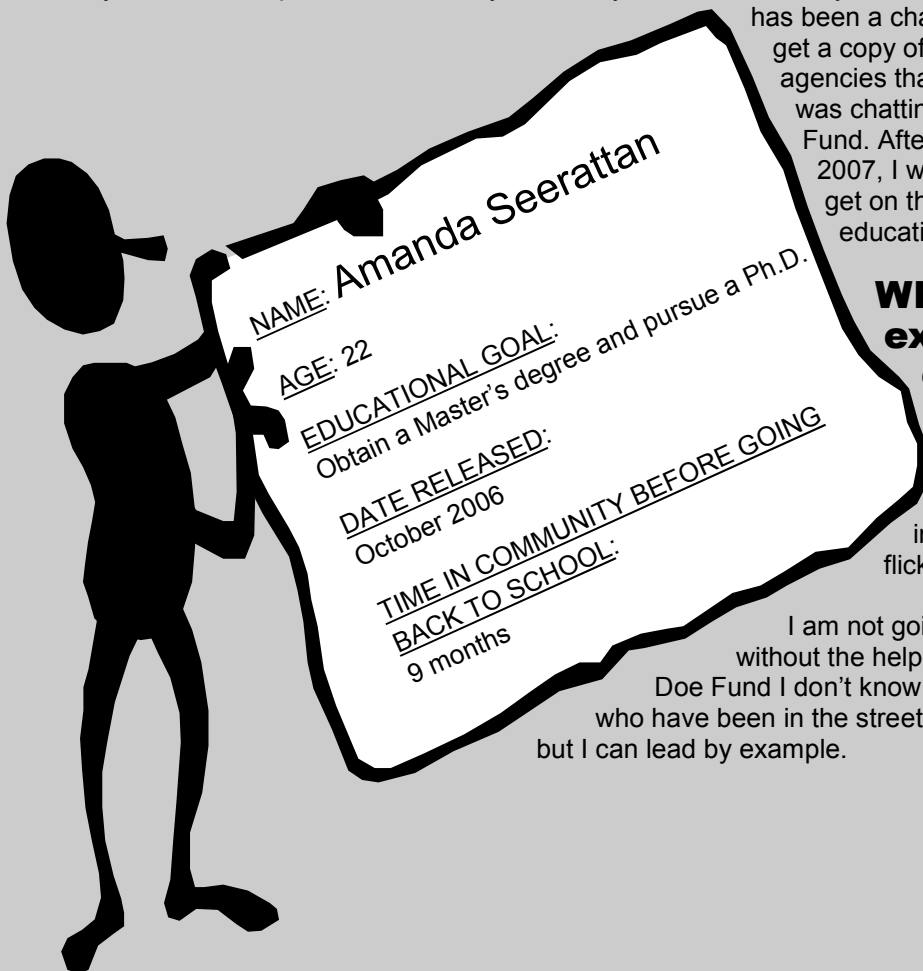 NAME: Amanda Seerattan
AGE: 22
EDUCATIONAL GOAL:
Obtain a Master's degree and pursue a Ph.D.
DATE RELEASED:
October 2006
TIME IN COMMUNITY BEFORE GOING
BACK TO SCHOOL:
9 months
has been a cha
get a copy of
agencies tha
was chattin
Fund. Afte
2007, I w
get on th
educati
ex
in
flick
I am not goi
without the help
Doe Fund I don't know
who have been in the street
but I can lead by example.